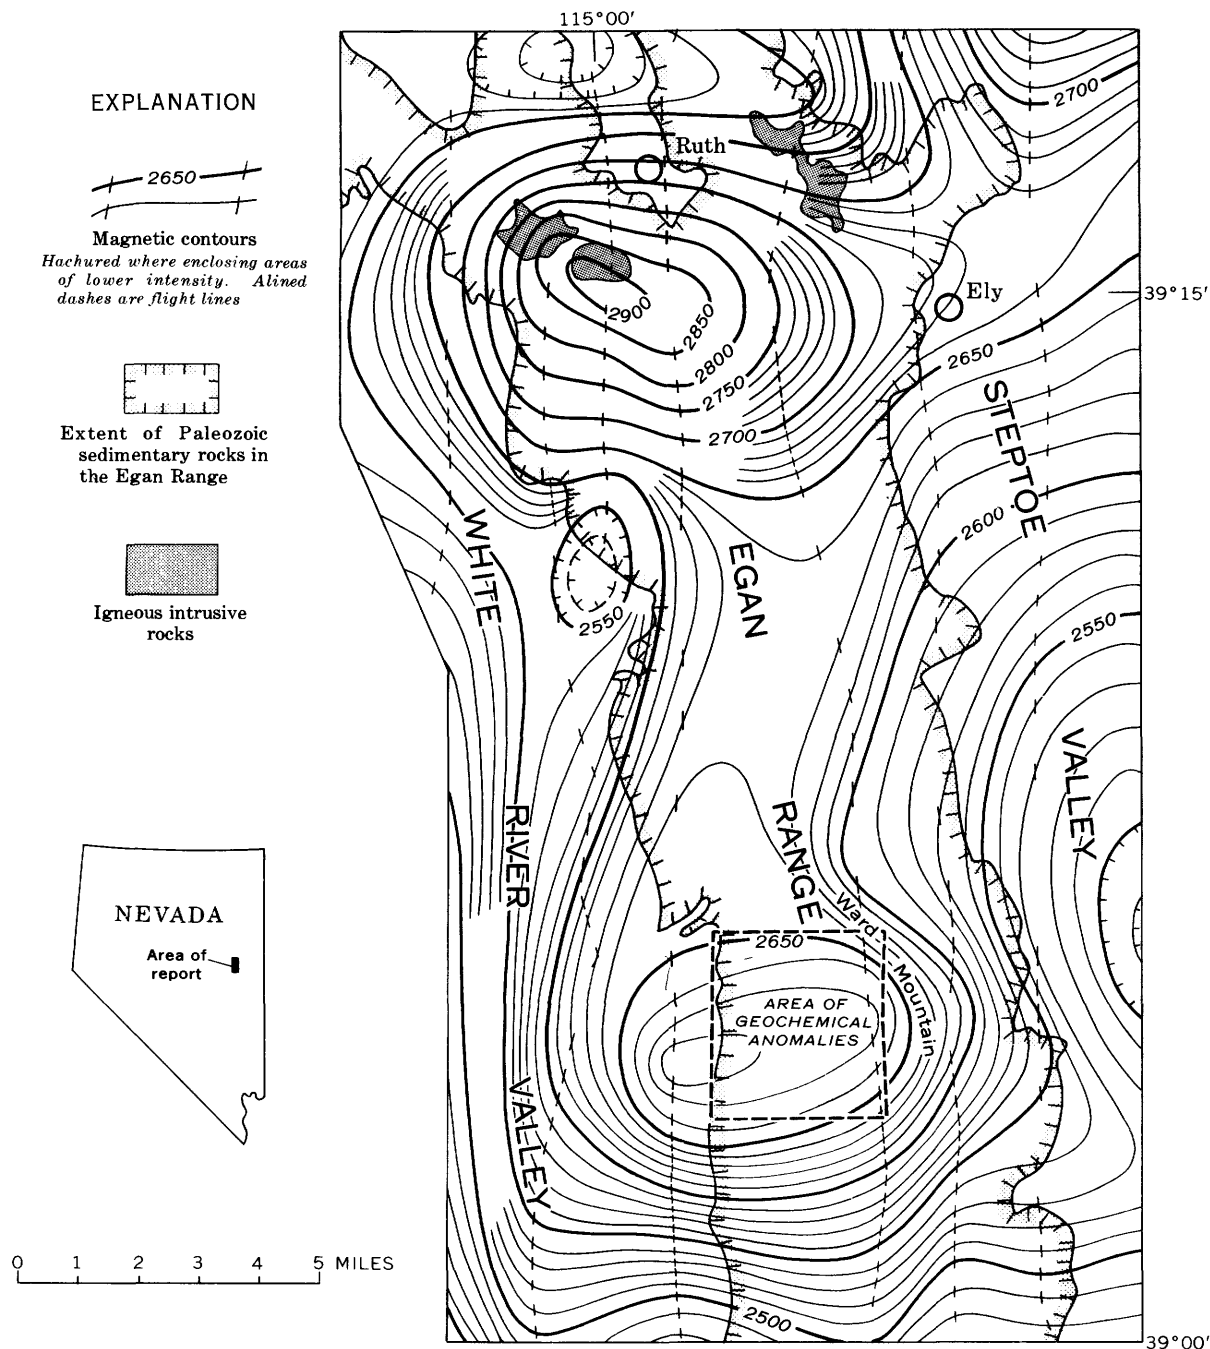 115°00'
EXPLANATION
2650
Magnetic contours
Hachured where enclosing areas
of lower intensity. Alined
dashes are flight lines
Extent of Paleozoic
sedimentary rocks in
the Egan Range
Igneous intrusive
rocks
NEVADA
Area of
report
0 1 2 3 4 5 MILES
2700
Ruth
Ely
39°15'
2900
2850
2800
2750
2700
2650
STEPTOE
2600
WHITE
EGAN
2550
2550
VALLEY
RIVER
RANGE
Ward
Mountain
2650
AREA OF
GEOCHEMICAL
ANOMALIES
VALLEY
2500
39°00'